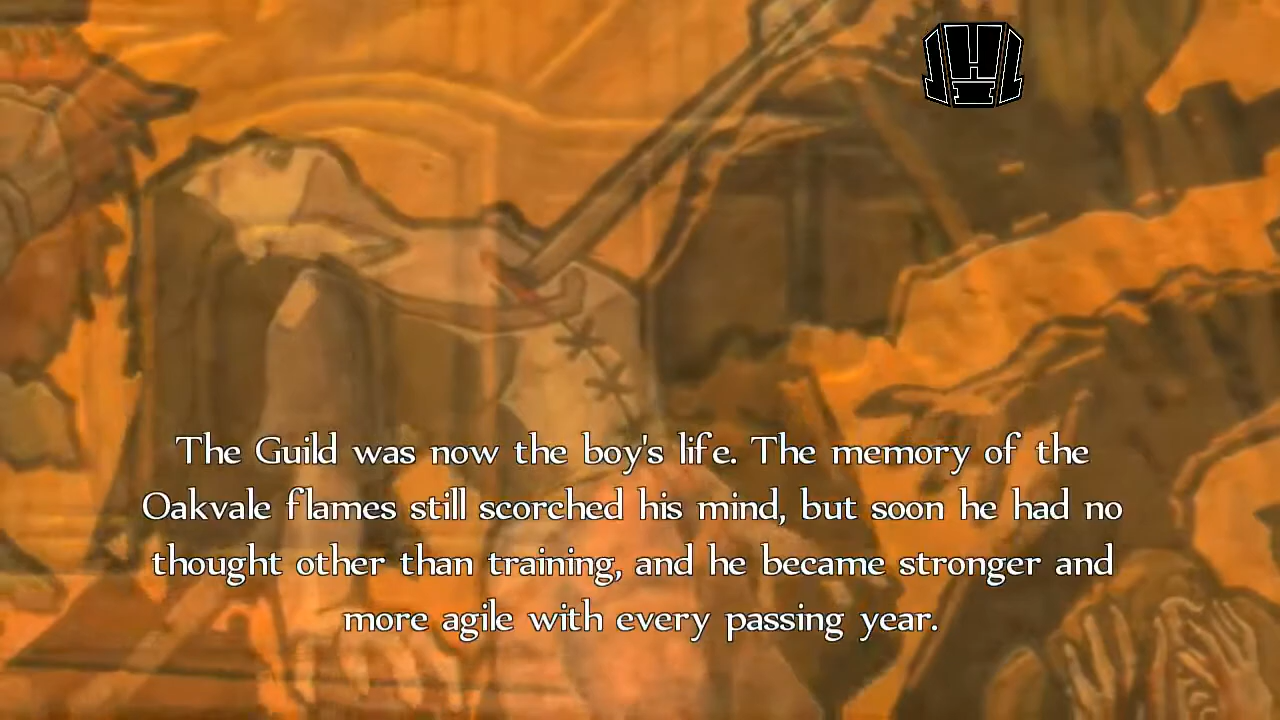 The Guild was now the boy's life. The memory of the
Oakvale flames still scorched his mind, but soon he had no
thought other than training, and he became stronger and
more agile with every passing year.